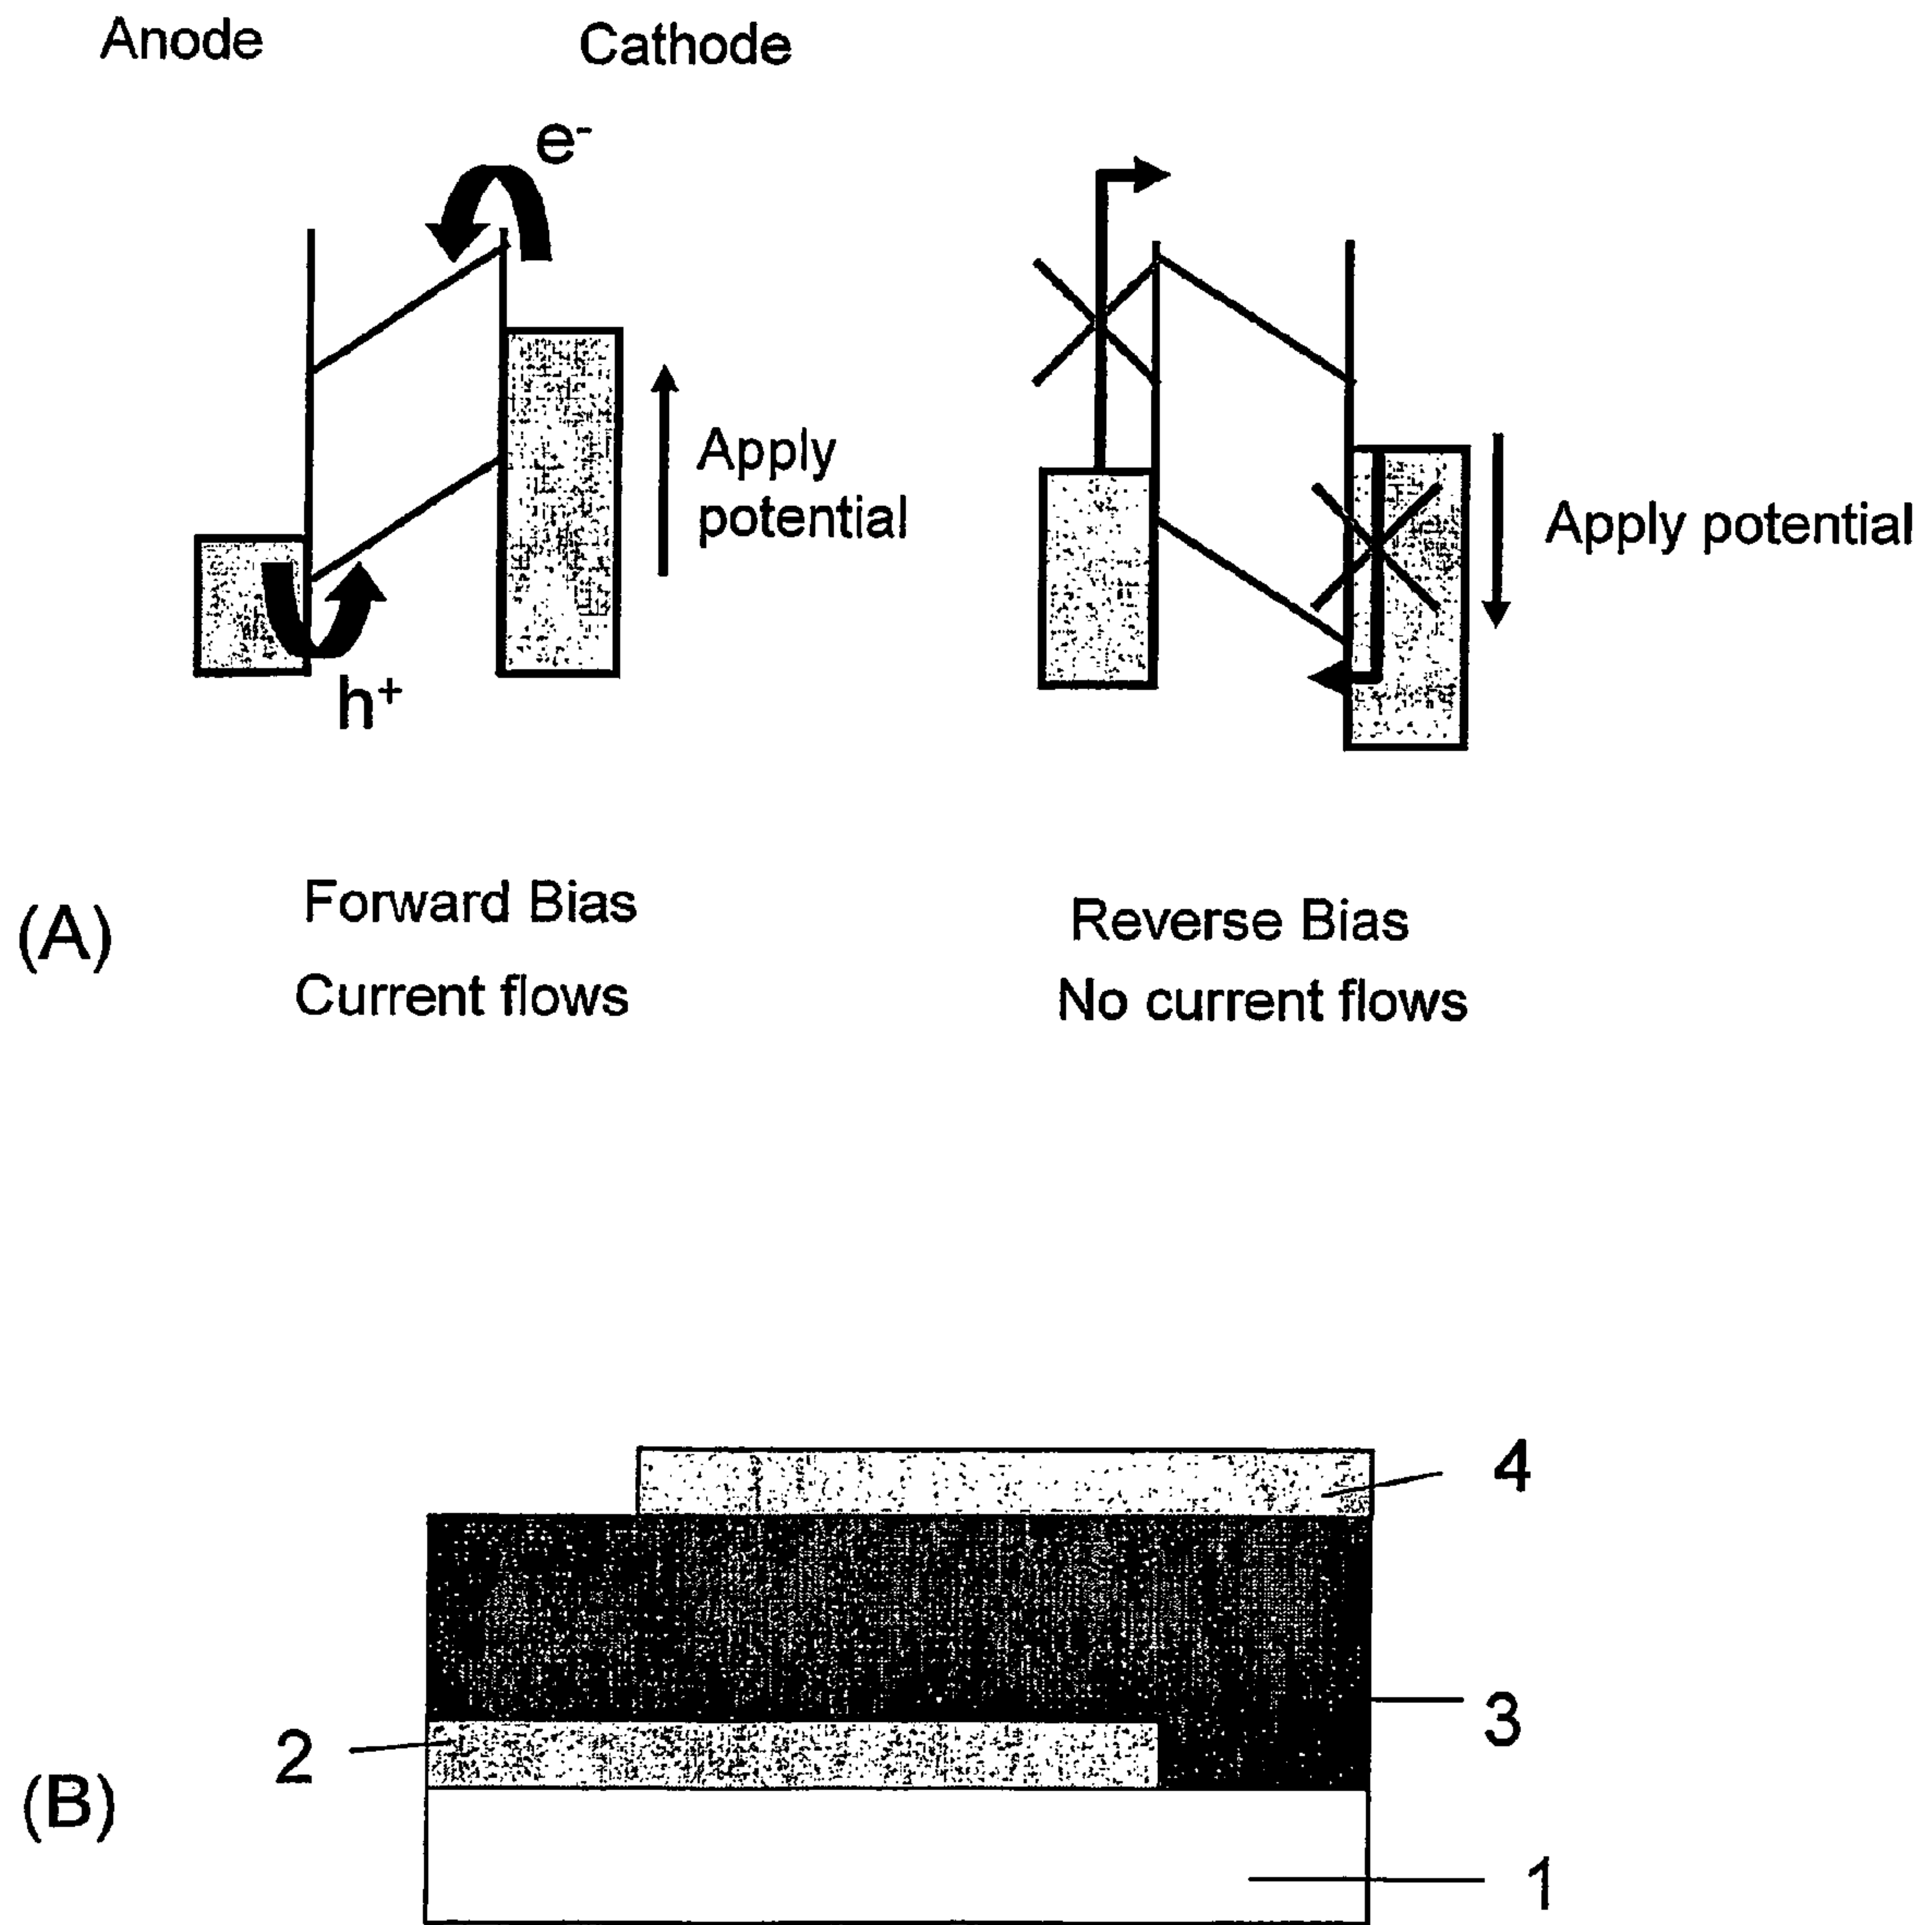 Anode
Cathode
e⁻
Apply
potential
h⁺
Apply potential
(A)
Forward Bias
Current flows
Reverse Bias
No current flows
4
3
2
(B)
1